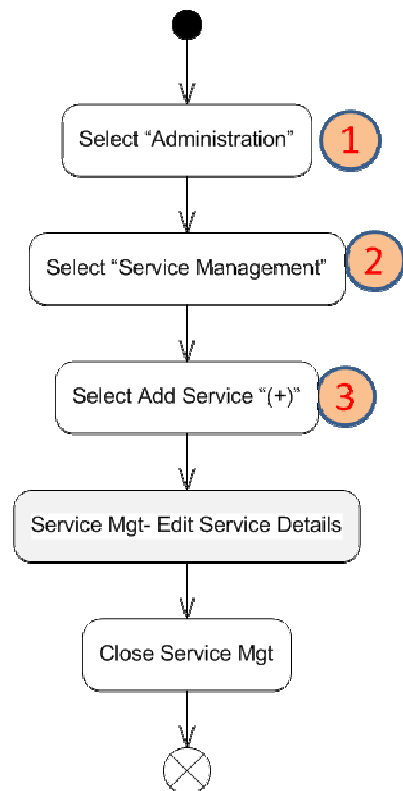 Select “Administration”
1
Select “Service Management”
2
Select Add Service “(+)”
3
Service Mgt- Edit Service Details
Close Service Mgt